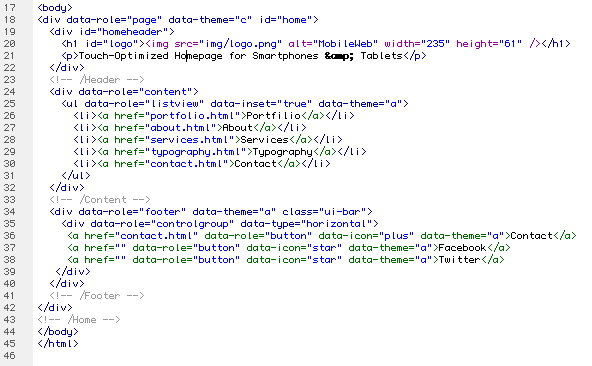 17 <body>
18 <div data-role="page" data-theme="c" id="home">
19 <div id="homeheader">
20 <h1 id="logo"><img src="img/logo.png" alt="MobileWeb" width="235" height="61" /></h1>
21 <p>Touch-Optimized Homepage for Smartphones &amp; Tablets</p>
22 </div>
23 <!-- /Header -->
24 <div data-role="content">
25 <ul data-role="listview" data-inset="true" data-theme="a">
26 <li><a href="portfolio.html">Portfilio</a></li>
27 <li><a href="about.html">About</a></li>
28 <li><a href="services.html">Services</a></li>
29 <li><a href="typography.html">Typography</a></li>
30 <li><a href="contact.html">Contact</a></li>
31 </ul>
32 </div>
33 <!-- /Content -->
34 <div data-role="footer" data-theme="a" class="ui-bar">
35 <div data-role="controlgroup" data-type="horizontal">
36 <a href="contact.html" data-role="button" data-icon="plus" data-theme="a">Contact</a>
37 <a href="" data-role="button" data-icon="star" data-theme="a">Facebook</a>
38 <a href="" data-role="button" data-icon="star" data-theme="a">Twitter</a>
39 </div>
40 </div>
41 <!-- /Footer -->
42 </div>
43 <!-- /Home -->
44 </body>
45 </html>
46